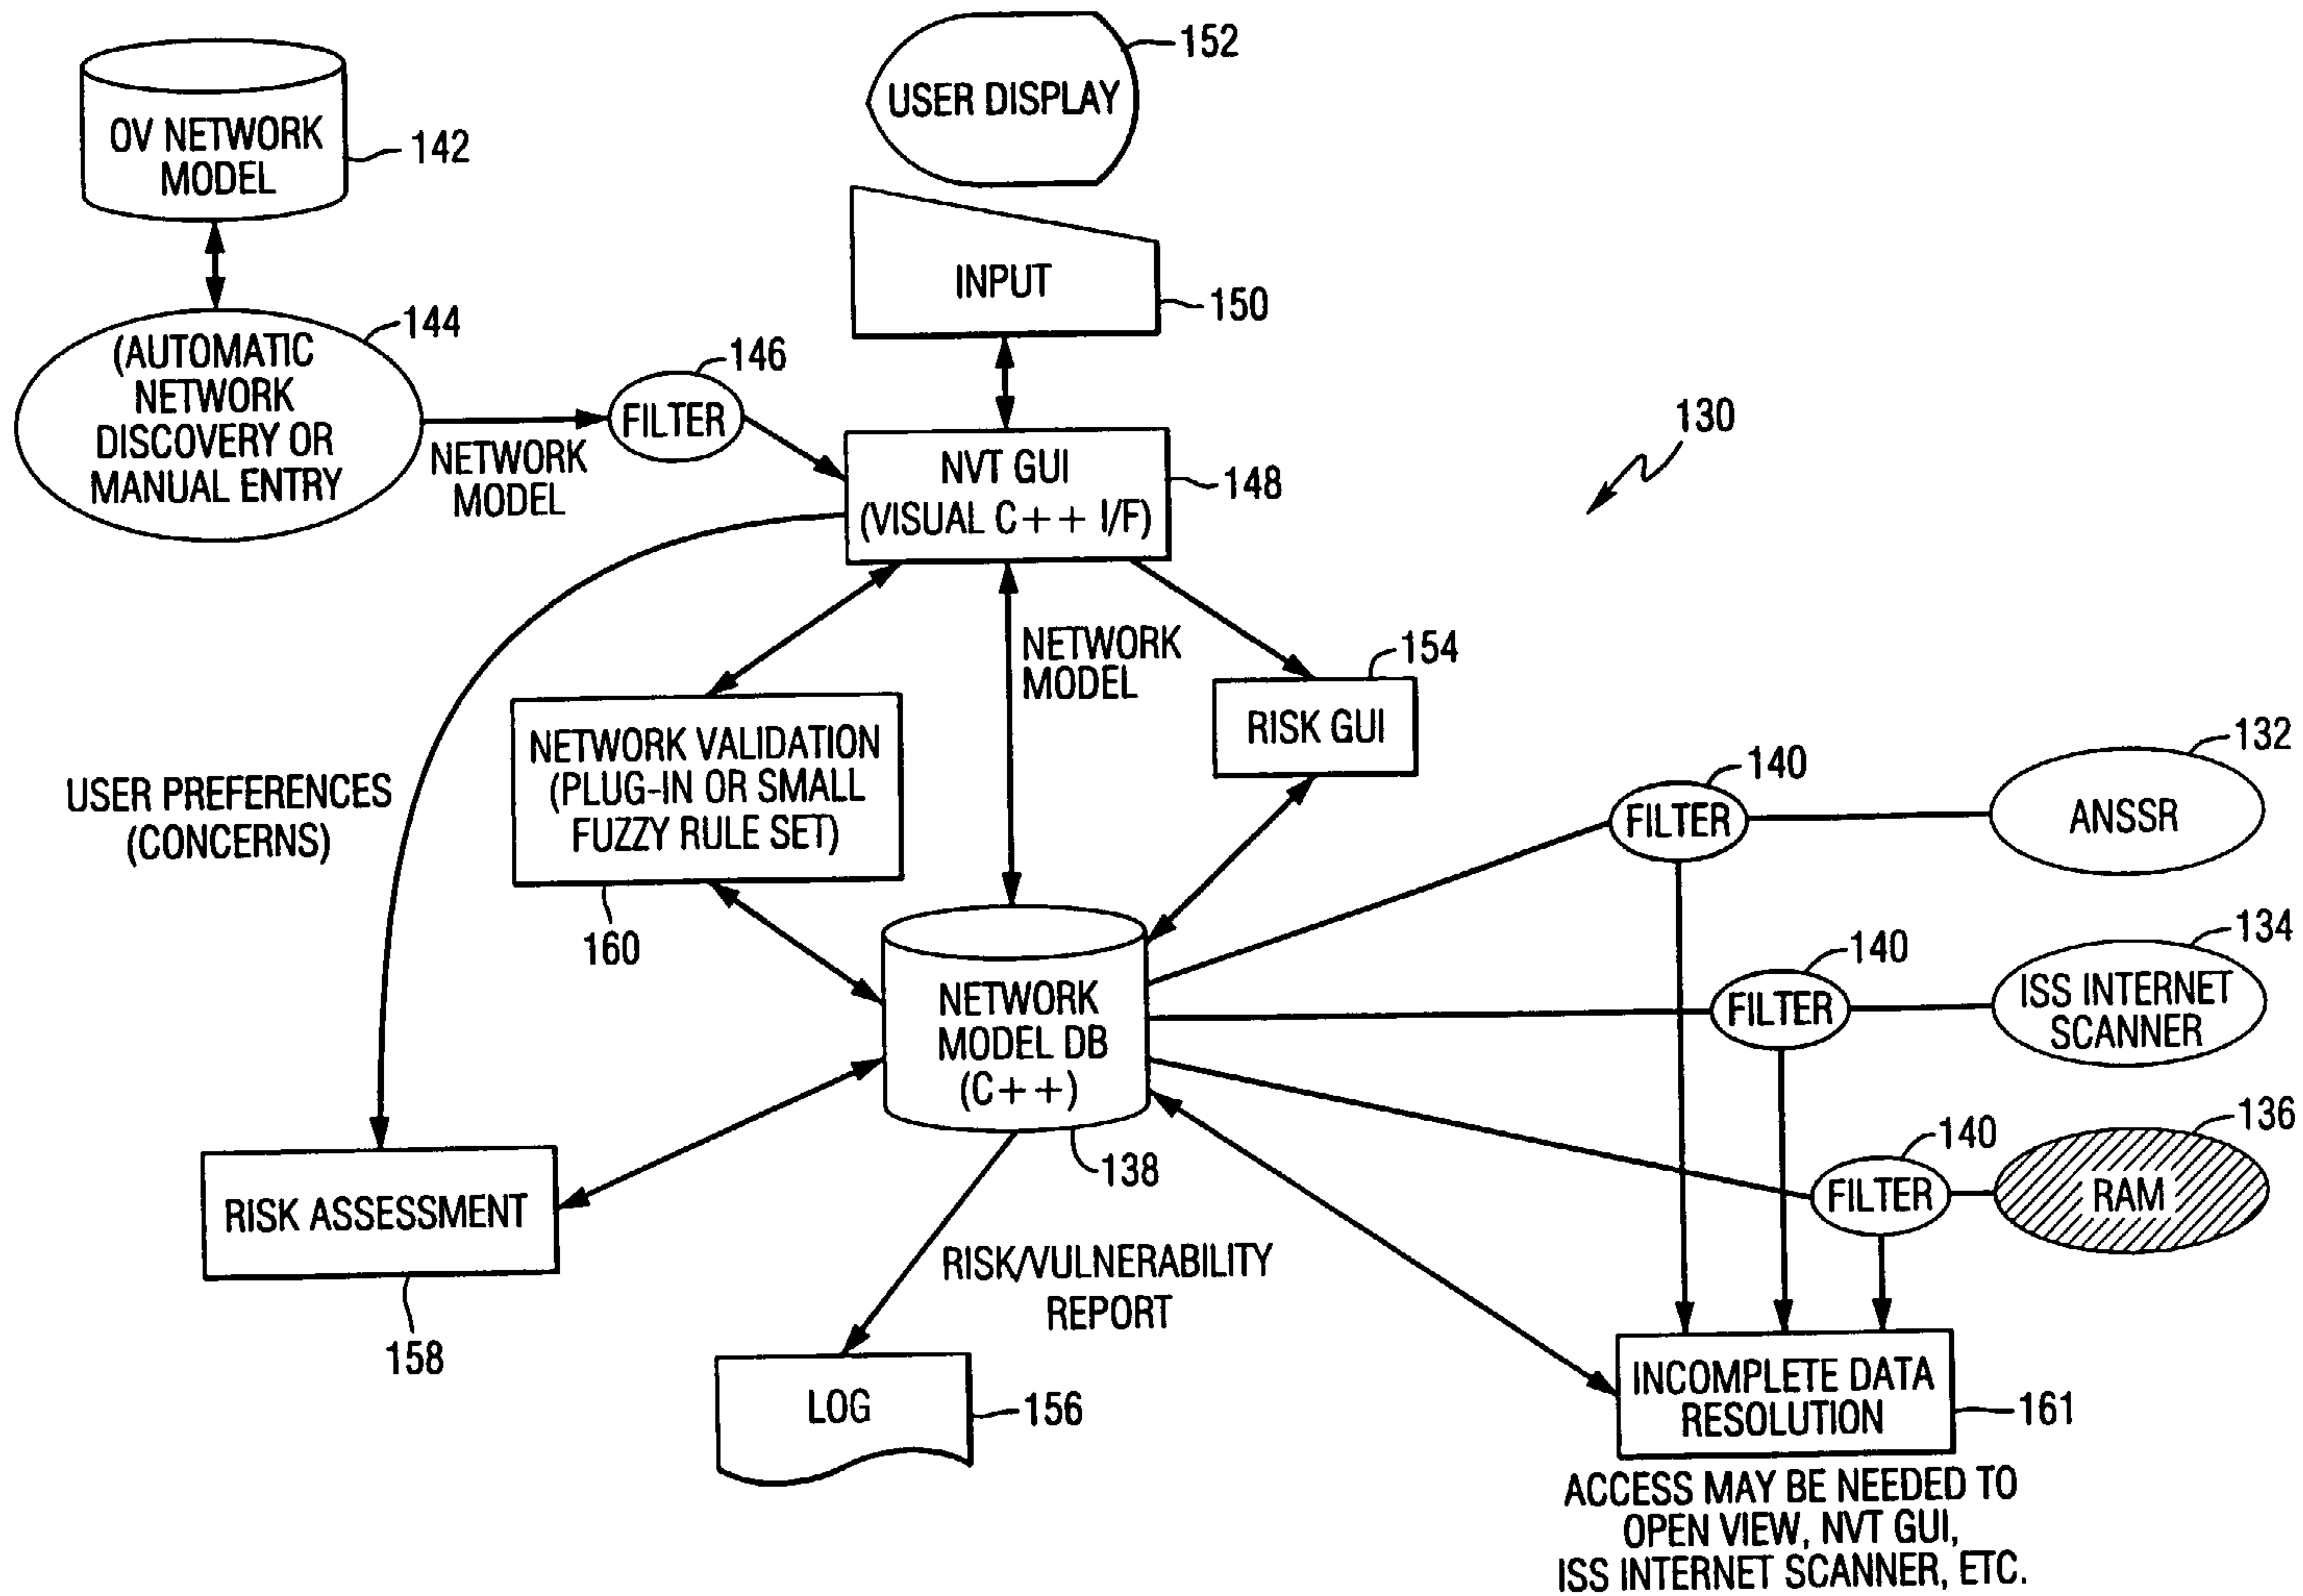 152
USER DISPLAY
OV NETWORK
MODEL
142
INPUT
150
144
(AUTOMATIC
NETWORK
DISCOVERY OR
MANUAL ENTRY
NETWORK
MODEL
146
FILTER
NVT GUI
(VISUAL C++ I/F)
148
130
NETWORK
MODEL
154
RISK GUI
NETWORK VALIDATION
(PLUG-IN OR SMALL
FUZZY RULE SET)
160
USER PREFERENCES
(CONCERNS)
140
FILTER
132
ANSSR
140
FILTER
134
ISS INTERNET
SCANNER
NETWORK
MODEL DB
(C++)
138
140
FILTER
136
RAM
RISK ASSESSMENT
158
RISK/VULNERABILITY
REPORT
LOG
156
INCOMPLETE DATA
RESOLUTION
161
ACCESS MAY BE NEEDED TO
OPEN VIEW, NVT GUI,
ISS INTERNET SCANNER, ETC.